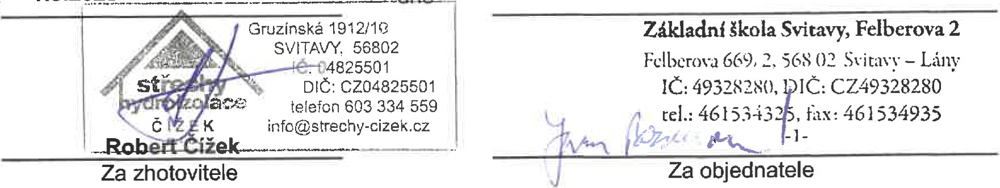 Gruzínská 1912/10
SVITAVY, 56802
IČ: 04825501
DIČ: CZ04825501
telefon 603 334 559
info@strechy-cizek.cz
střechy
hydroizolace
ČÍŽEK
Robert Čížek
Za zhotovitele
Základní škola Svitavy, Felberova 2
Felberova 669, 2, 568 02 Svitavy – Lány
IČ: 49328280, DIČ: CZ49328280
tel.: 461534325, fax: 461534935
-1-
Za objednatele